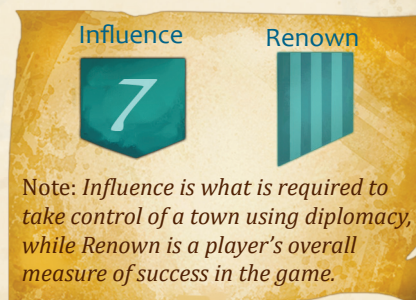 Influence
Renown
7
Note: Influence is what is required to
take control of a town using diplomacy,
while Renown is a player's overall
measure of success in the game.